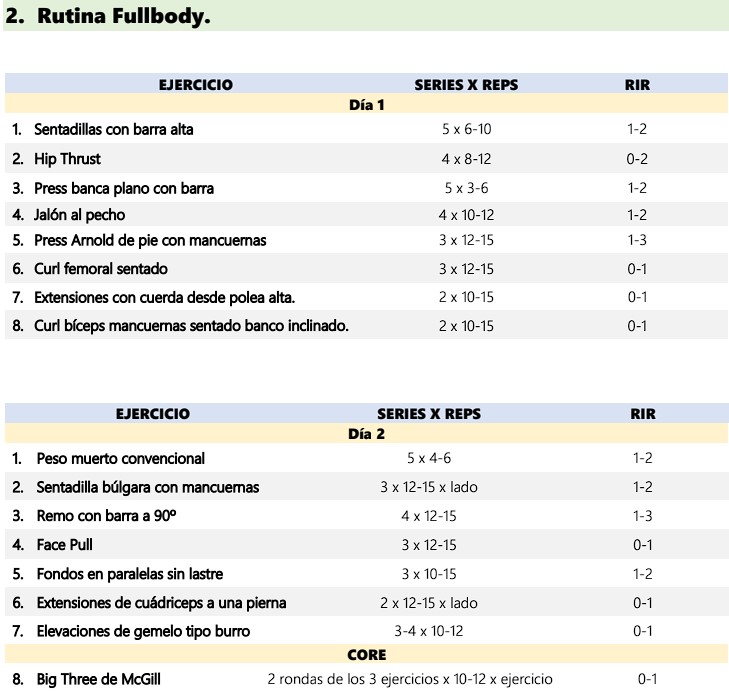 2. Rutina Fullbody.
EJERCICIO SERIES X REPS RIR
Día 1
1. Sentadillas con barra alta 5 x 6-10 1-2
2. Hip Thrust 4 x 8-12 0-2
3. Press banca plano con barra 5 x 3-6 1-2
4. Jalón al pecho 4 x 10-12 1-2
5. Press Arnold de pie con mancuernas 3 x 12-15 1-3
6. Curl femoral sentado 3 x 12-15 0-1
7. Extensiones con cuerda desde polea alta. 2 x 10-15 0-1
8. Curl bíceps mancuernas sentado banco inclinado. 2 x 10-15 0-1
EJERCICIO SERIES X REPS RIR
Día 2
1. Peso muerto convencional 5 x 4-6 1-2
2. Sentadilla búlgara con mancuernas 3 x 12-15 x lado 1-2
3. Remo con barra a 90º 4 x 12-15 1-3
4. Face Pull 3 x 12-15 0-1
5. Fondos en paralelas sin lastre 3 x 10-15 1-2
6. Extensiones de cuádriceps a una pierna 2 x 12-15 x lado 0-1
7. Elevaciones de gemelo tipo burro 3-4 x 10-12 0-1
CORE
8. Big Three de McGill 2 rondas de los 3 ejercicios x 10-12 x ejercicio 0-1